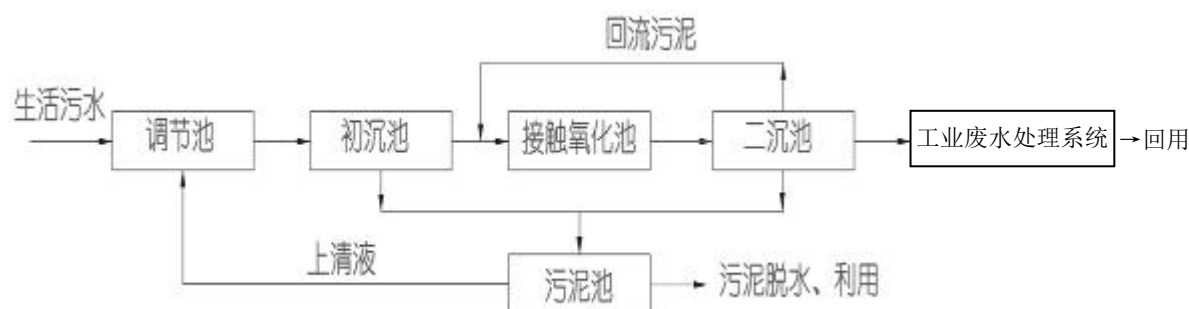 回流污泥
生活污水
调节池
初沉池
接触氧化池
二沉池
工业废水处理系统
回用
上清液
污泥池
污泥脱水、利用